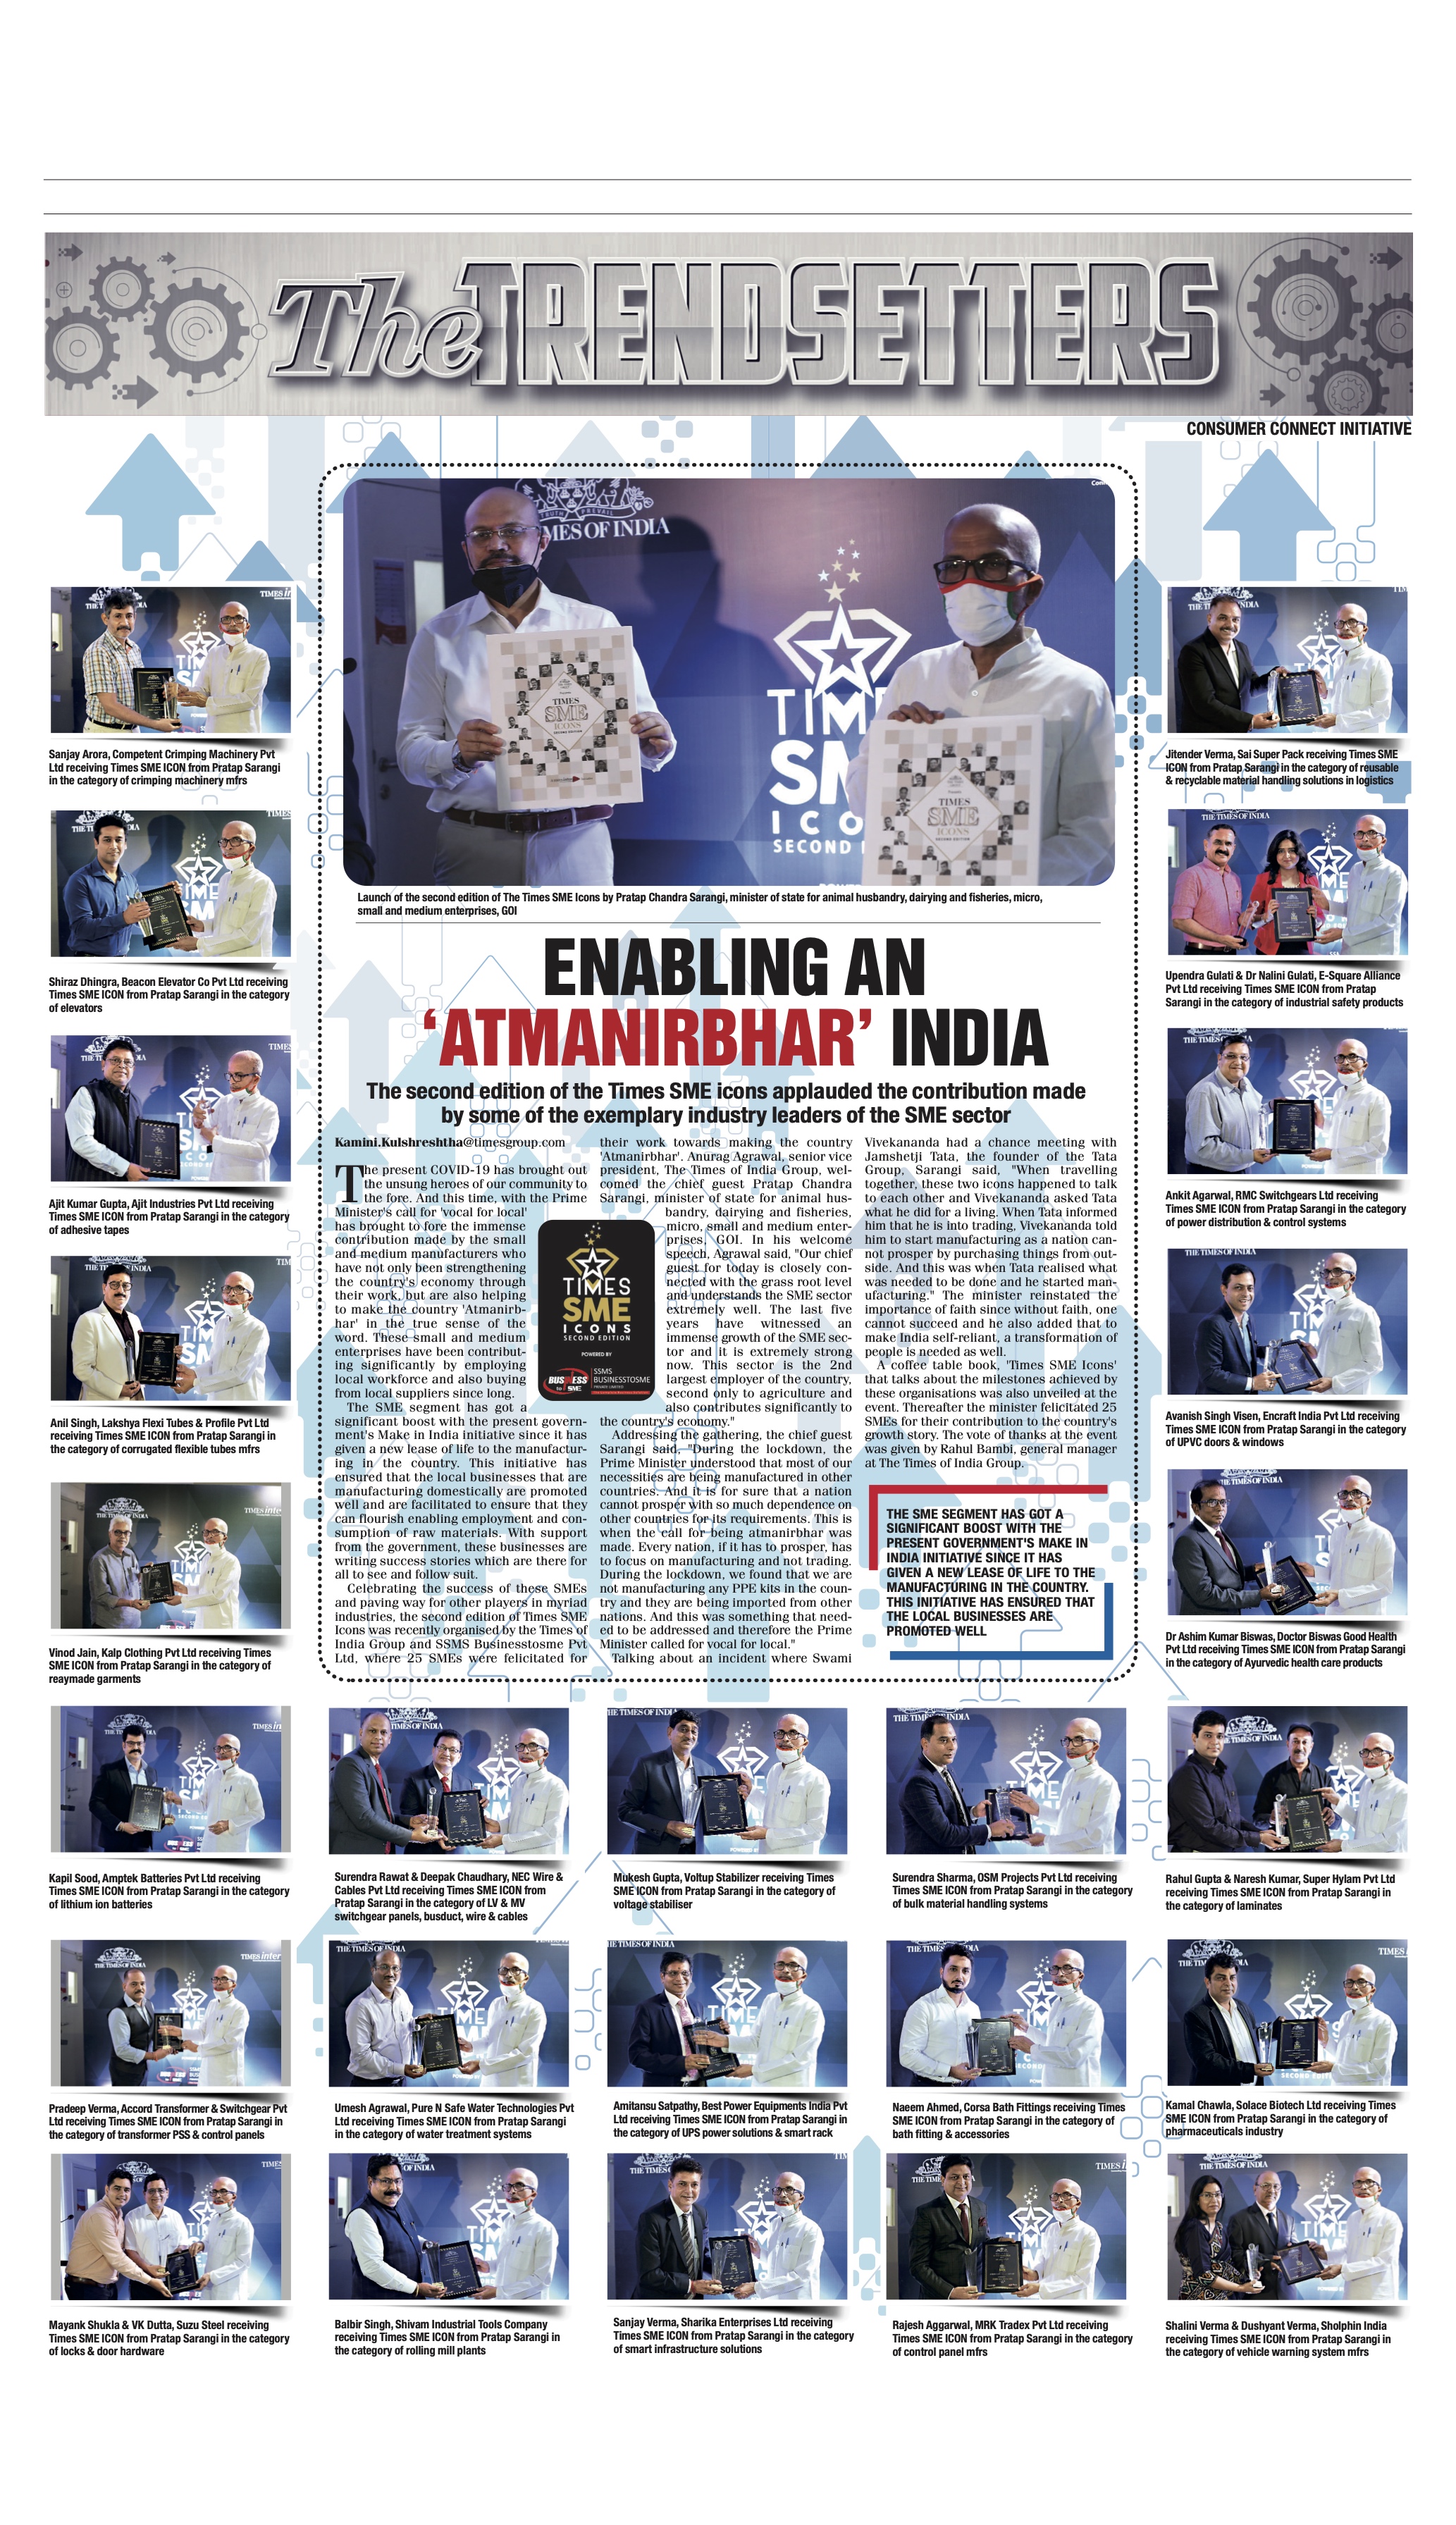 The TRENDSETTERS
CONSUMER CONNECT INITIATIVE
Launch of the second edition of The Times SME Icons by Pratap Chandra Sarangi, minister of state for animal husbandry, dairying and fisheries, micro,
small and medium enterprises, GOI
ENABLING AN
‘ATMANIRBHAR’ INDIA
The second edition of the Times SME icons applauded the contribution made
by some of the exemplary industry leaders of the SME sector
Kamini.Kulshreshtha@timesgroup.com
The present COVID-19 has brought out
the unsung heroes of our community to
the fore. And this time, with the Prime
Minister's call for 'vocal for local'
has brought to fore the immense
contribution made by the small
and medium manufacturers who
have not only been strengthening
the country's economy through
their work, but are also helping
to make the country 'Atmanirb-
har' in the true sense of the
word. These small and medium
enterprises have been contribut-
ing significantly by employing
local workforce and also buying
from local suppliers since long.
The SME segment has got a
significant boost with the present govern-
ment's Make in India initiative since it has
given a new lease of life to the manufactur-
ing in the country. This initiative has
ensured that the local businesses that are
manufacturing domestically are promoted
well and are facilitated to ensure that they
can flourish enabling employment and con-
sumption of raw materials. With support
from the government, these businesses are
writing success stories which are there for
all to see and follow suit.
Celebrating the success of these SMEs
and paving way for other players in myriad
industries, the second edition of Times SME
Icons was recently organised by the Times of
India Group and SSMS Businesstosme Pvt
Ltd, where 25 SMEs were felicitated for
their work towards making the country
'Atmanirbhar'. Anurag Agrawal, senior vice
president, The Times of India Group, wel-
comed the chief guest Pratap Chandra
Sarangi, minister of state for animal hus-
bandry, dairying and fisheries,
micro, small and medium enter-
prises, GOI. In his welcome
speech, Agrawal said, "Our chief
guest for today is closely con-
nected with the grass root level
and understands the SME sector
extremely well. The last five
years have witnessed an
immense growth of the SME sec-
tor and it is extremely strong
now. This sector is the 2nd
largest employer of the country,
second only to agriculture and
also contributes significantly to
the country's economy."
Addressing the gathering, the chief guest
Sarangi said, "During the lockdown, the
Prime Minister understood that most of our
necessities are being manufactured in other
countries. And it is for sure that a nation
cannot prosper with so much dependence on
other countries for its requirements. This is
when the call for being atmanirbhar was
made. Every nation, if it has to prosper, has
to focus on manufacturing and not trading.
During the lockdown, we found that we are
not manufacturing any PPE kits in the coun-
try and they are being imported from other
nations. And this was something that need-
ed to be addressed and therefore the Prime
Minister called for vocal for local."
Talking about an incident where Swami
Vivekananda had a chance meeting with
Jamshetji Tata, the founder of the Tata
Group, Sarangi said, "When travelling
together, these two icons happened to talk
to each other and Vivekananda asked Tata
what he did for a living. When Tata informed
him that he is into trading, Vivekananda told
him to start manufacturing as a nation can-
not prosper by purchasing things from out-
side. And this was when Tata realised what
was needed to be done and he started man-
ufacturing." The minister reinstated the
importance of faith since without faith, one
cannot succeed and he also added that to
make India self-reliant, a transformation of
people is needed as well.
A coffee table book, 'Times SME Icons'
that talks about the milestones achieved by
these organisations was also unveiled at the
event. Thereafter the minister felicitated 25
SMEs for their contribution to the country's
growth story. The vote of thanks at the event
was given by Rahul Bambi, general manager
at The Times of India Group.
TIMES
SME
ICONS
SECOND EDITION
POWERED BY
BUSINESS to SME
SSMS
BUSINESSTOSME
PRIVATE LIMITED
THE SME SEGMENT HAS GOT A
SIGNIFICANT BOOST WITH THE
PRESENT GOVERNMENT'S MAKE IN
INDIA INITIATIVE SINCE IT HAS
GIVEN A NEW LEASE OF LIFE TO THE
MANUFACTURING IN THE COUNTRY.
THIS INITIATIVE HAS ENSURED THAT
THE LOCAL BUSINESSES ARE
PROMOTED WELL
Sanjay Arora, Competent Crimping Machinery Pvt
Ltd receiving Times SME ICON from Pratap Sarangi
in the category of crimping machinery mfrs
Shiraz Dhingra, Beacon Elevator Co Pvt Ltd receiving
Times SME ICON from Pratap Sarangi in the category
of elevators
Ajit Kumar Gupta, Ajit Industries Pvt Ltd receiving
Times SME ICON from Pratap Sarangi in the category
of adhesive tapes
Anil Singh, Lakshya Flexi Tubes & Profile Pvt Ltd
receiving Times SME ICON from Pratap Sarangi in
the category of corrugated flexible tubes mfrs
Vinod Jain, Kalp Clothing Pvt Ltd receiving Times
SME ICON from Pratap Sarangi in the category of
reaymade garments
Jitender Verma, Sai Super Pack receiving Times SME
ICON from Pratap Sarangi in the category of reusable
& recyclable material handling solutions in logistics
Upendra Gulati & Dr Nalini Gulati, E-Square Alliance
Pvt Ltd receiving Times SME ICON from Pratap
Sarangi in the category of industrial safety products
Ankit Agarwal, RMC Switchgears Ltd receiving
Times SME ICON from Pratap Sarangi in the category
of power distribution & control systems
Avanish Singh Visen, Encraft India Pvt Ltd receiving
Times SME ICON from Pratap Sarangi in the category
of UPVC doors & windows
Dr Ashim Kumar Biswas, Doctor Biswas Good Health
Pvt Ltd receiving Times SME ICON from Pratap Sarangi
in the category of Ayurvedic health care products
Kapil Sood, Amptek Batteries Pvt Ltd receiving
Times SME ICON from Pratap Sarangi in the category
of lithium ion batteries
Surendra Rawat & Deepak Chaudhary, NEC Wire &
Cables Pvt Ltd receiving Times SME ICON from
Pratap Sarangi in the category of LV & MV
switchgear panels, busduct, wire & cables
Mukesh Gupta, Voltup Stabilizer receiving Times
SME ICON from Pratap Sarangi in the category of
voltage stabiliser
Surendra Sharma, OSM Projects Pvt Ltd receiving
Times SME ICON from Pratap Sarangi in the category
of bulk material handling systems
Rahul Gupta & Naresh Kumar, Super Hylam Pvt Ltd
receiving Times SME ICON from Pratap Sarangi in
the category of laminates
Pradeep Verma, Accord Transformer & Switchgear Pvt
Ltd receiving Times SME ICON from Pratap Sarangi in
the category of transformer PSS & control panels
Umesh Agrawal, Pure N Safe Water Technologies Pvt
Ltd receiving Times SME ICON from Pratap Sarangi
in the category of water treatment systems
Amitansu Satpathy, Best Power Equipments India Pvt
Ltd receiving Times SME ICON from Pratap Sarangi in
the category of UPS power solutions & smart rack
Naeem Ahmed, Corsa Bath Fittings receiving Times
SME ICON from Pratap Sarangi in the category of
bath fitting & accessories
Kamal Chawla, Solace Biotech Ltd receiving Times
SME ICON from Pratap Sarangi in the category of
pharmaceuticals industry
Mayank Shukla & VK Dutta, Suzu Steel receiving
Times SME ICON from Pratap Sarangi in the category
of locks & door hardware
Balbir Singh, Shivam Industrial Tools Company
receiving Times SME ICON from Pratap Sarangi in
the category of rolling mill plants
Sanjay Verma, Sharika Enterprises Ltd receiving
Times SME ICON from Pratap Sarangi in the category
of smart infrastructure solutions
Rajesh Aggarwal, MRK Tradex Pvt Ltd receiving
Times SME ICON from Pratap Sarangi in the category
of control panel mfrs
Shalini Verma & Dushyant Verma, Sholphin India
receiving Times SME ICON from Pratap Sarangi in
the category of vehicle warning system mfrs